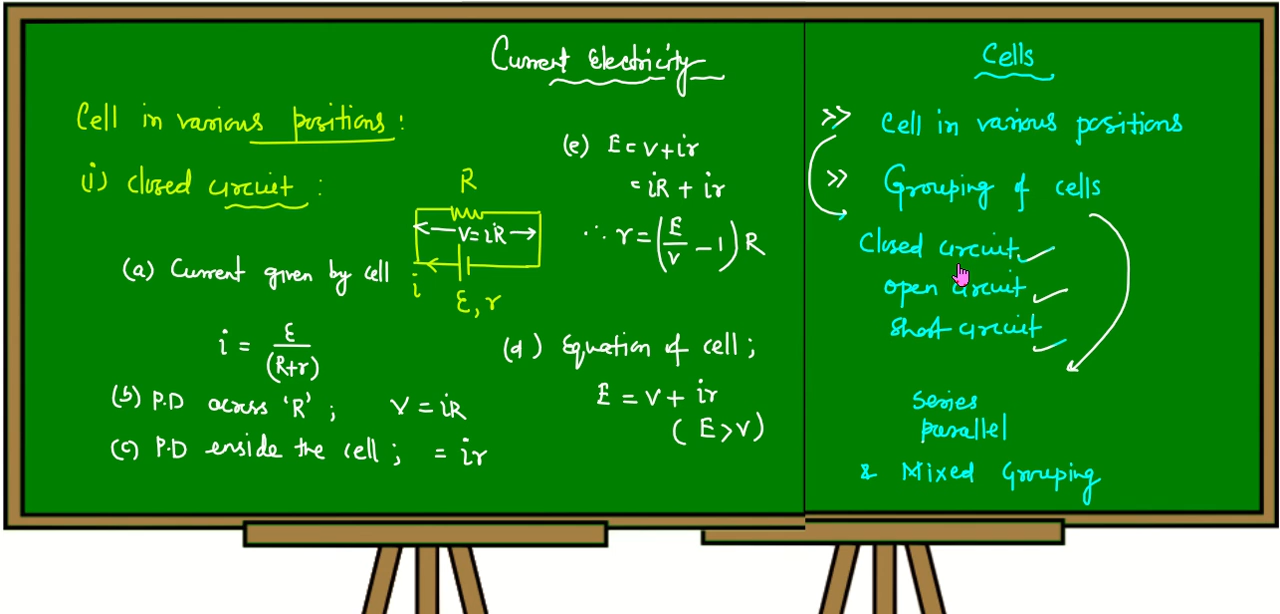 Current Electricity
Cell in various positions:
(i) Closed circuit :
R
V=iR
i
ε, r
(a) Current given by cell
i = ε/(R+r)
(b) P.D across 'R' ; V = iR
(c) P.D enside the cell ; = ir
(e) E = V+ir
= iR + ir
∴ r = (E/V - 1) R
(d) Equation of cell ;
E = V + ir
(E > V)
Cells
>> Cell in various positions
>> Grouping of cells
Closed circuit
open circuit
Short circuit
Series
parallel
& Mixed Grouping